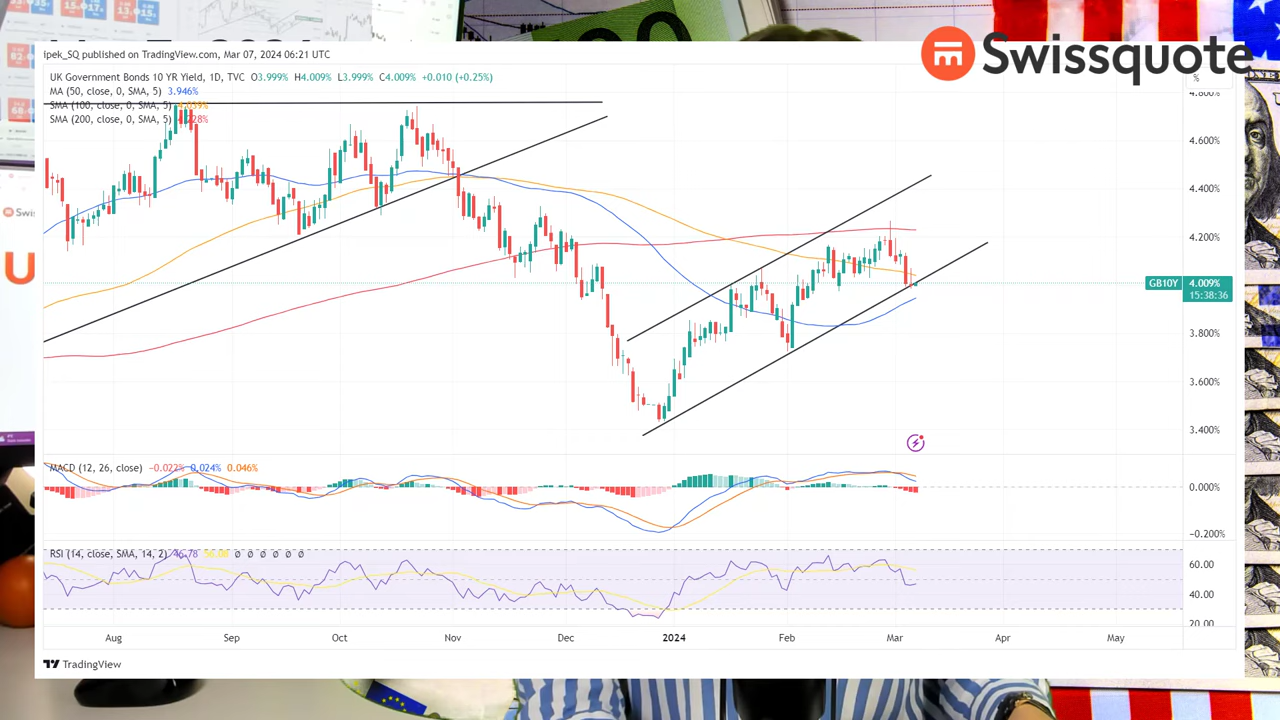 Swissquote
ipek_SQ published on TradingView.com, Mar 07, 2024 06:21 UTC
UK Government Bonds 10 YR Yield, 1D, TVC O3.999% H4.009% L3.999% C4.009% +0.010 (+0.25%)
%
MA (50, close, 0, SMA, 5) 3.946%
4.800%
SMA (100, close, 0, SMA, 5)
SMA (200, close, 0, SMA, 5)
4.600%
4.400%
4.200%
GB10Y 4.009%
15:38:36
3.800%
3.600%
3.400%
MACD (12, 26, close) −0.022% 0.024% 0.046%
0.000%
−0.200%
RSI (14, close, SMA, 14, 2) 46.78 Ø Ø Ø Ø Ø Ø
60.00
40.00
20.00
Aug Sep Oct Nov Dec 2024 Feb Mar Apr May
TradingView